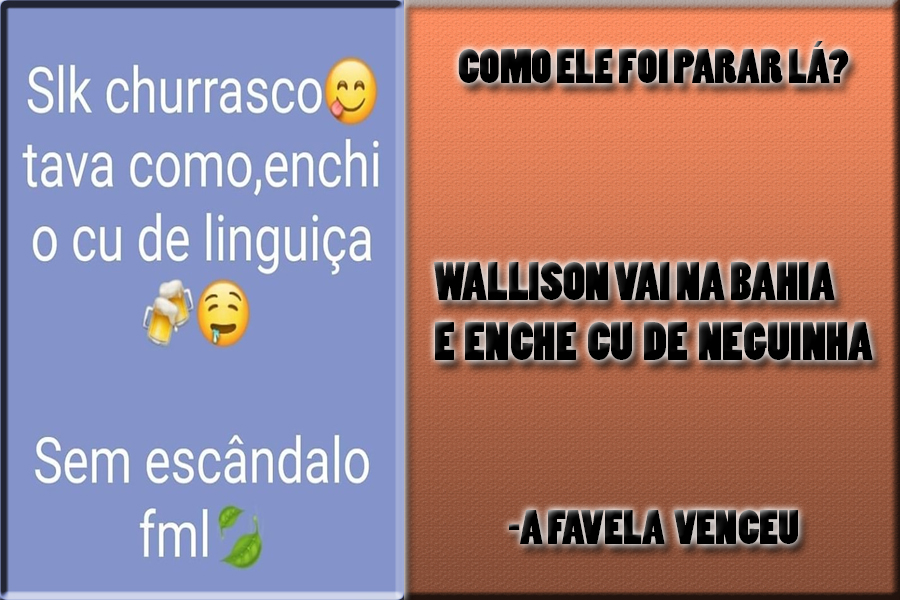 Slk churrasco😋
tava como,enchi
o cu de linguiça
🍻🤤
Sem escândalo
fml🍃
COMO ELE FOI PARAR LÁ?
WALLISON VAI NA BAHIA
E ENCHE CU DE NEGUINHA
-A FAVELA VENCEU